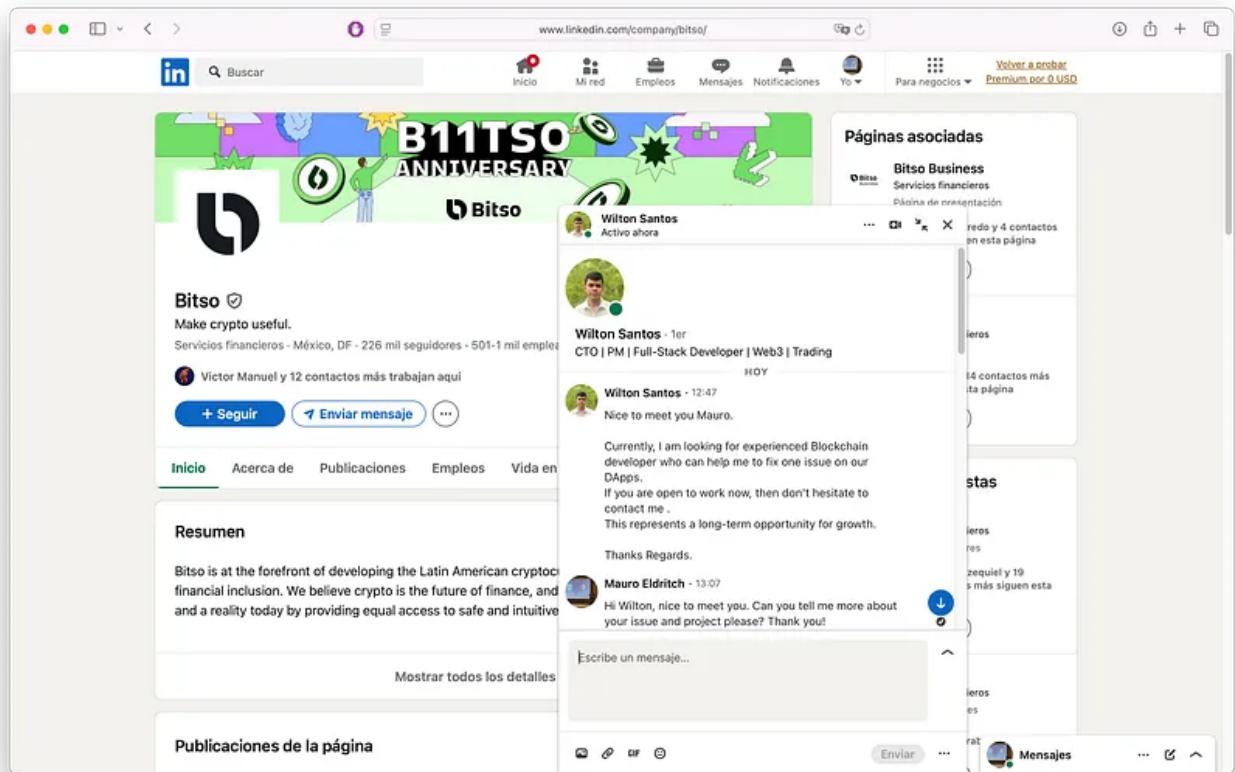 www.linkedin.com/company/bitso/
in
Buscar
Inicio
Mi red
Empleos
Mensajes
Notificaciones
Yo
Para negocios
Volver a probar
Premium por 0 USD
B11TSO
ANNIVERSARY
Bitso
Bitso
Make crypto useful.
Servicios financieros · México, DF · 226 mil seguidores · 501-1 mil
Victor Manuel y 12 contactos más trabajan aquí
+ Seguir
Enviar mensaje
Inicio
Acerca de
Publicaciones
Empleos
Vida en
Resumen
Bitso is at the forefront of developing the Latin American
financial inclusion. We believe crypto is the future of finance, and
and a reality today by providing equal access to safe and intuitive
Mostrar todos los detalles
Publicaciones de la página
Wilton Santos
Activo ahora
Wilton Santos · 1er
CTO | PM | Full-Stack Developer | Web3 | Trading
HOY
Wilton Santos · 12:47
Nice to meet you Mauro.
Currently, I am looking for experienced Blockchain
developer who can help me to fix one issue on our
DApps.
If you are open to work now, then don't hesitate to
contact me .
This represents a long-term opportunity for growth.
Thanks Regards.
Mauro Eldritch · 13:07
Hi Wilton, nice to meet you. Can you tell me more about
your issue and project please? Thank you!
Escribe un mensaje...
GIF
Enviar
Páginas asociadas
Bitso
Bitso Business
Servicios financieros
Página de presentación
y 4 contactos
en esta página
14 contactos más
página
y 19
más siguen esta
Mensajes